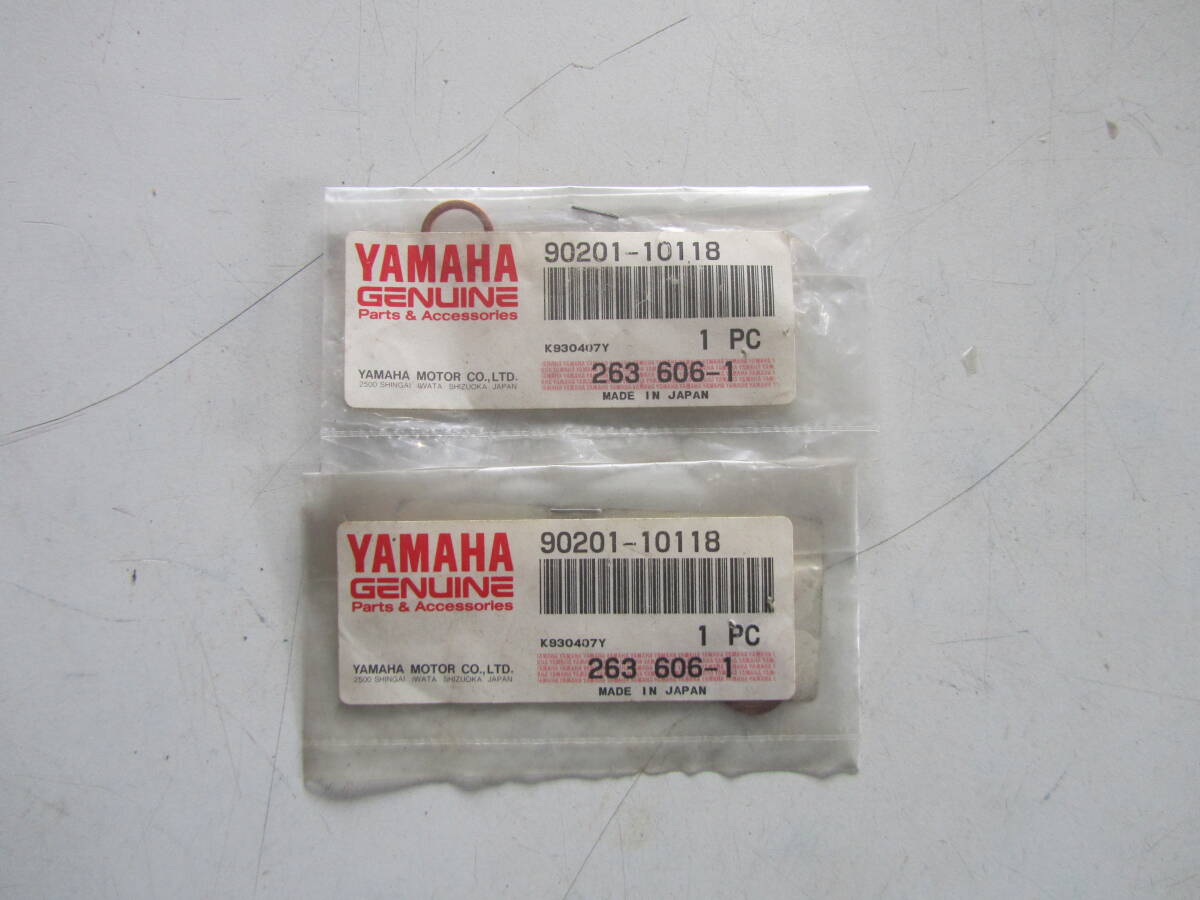 YAMAHA
GENUINE
Parts & Accessories
90201-10118
1 PC
K930407Y
YAMAHA MOTOR CO.,LTD.
2500 SHINGAI IWATA SHIZUOKA JAPAN
263 606-1
MADE IN JAPAN
YAMAHA
GENUINE
Parts & Accessories
90201-10118
1 PC
K930407Y
YAMAHA MOTOR CO.,LTD.
2500 SHINGAI IWATA SHIZUOKA JAPAN
263 606-1
MADE IN JAPAN